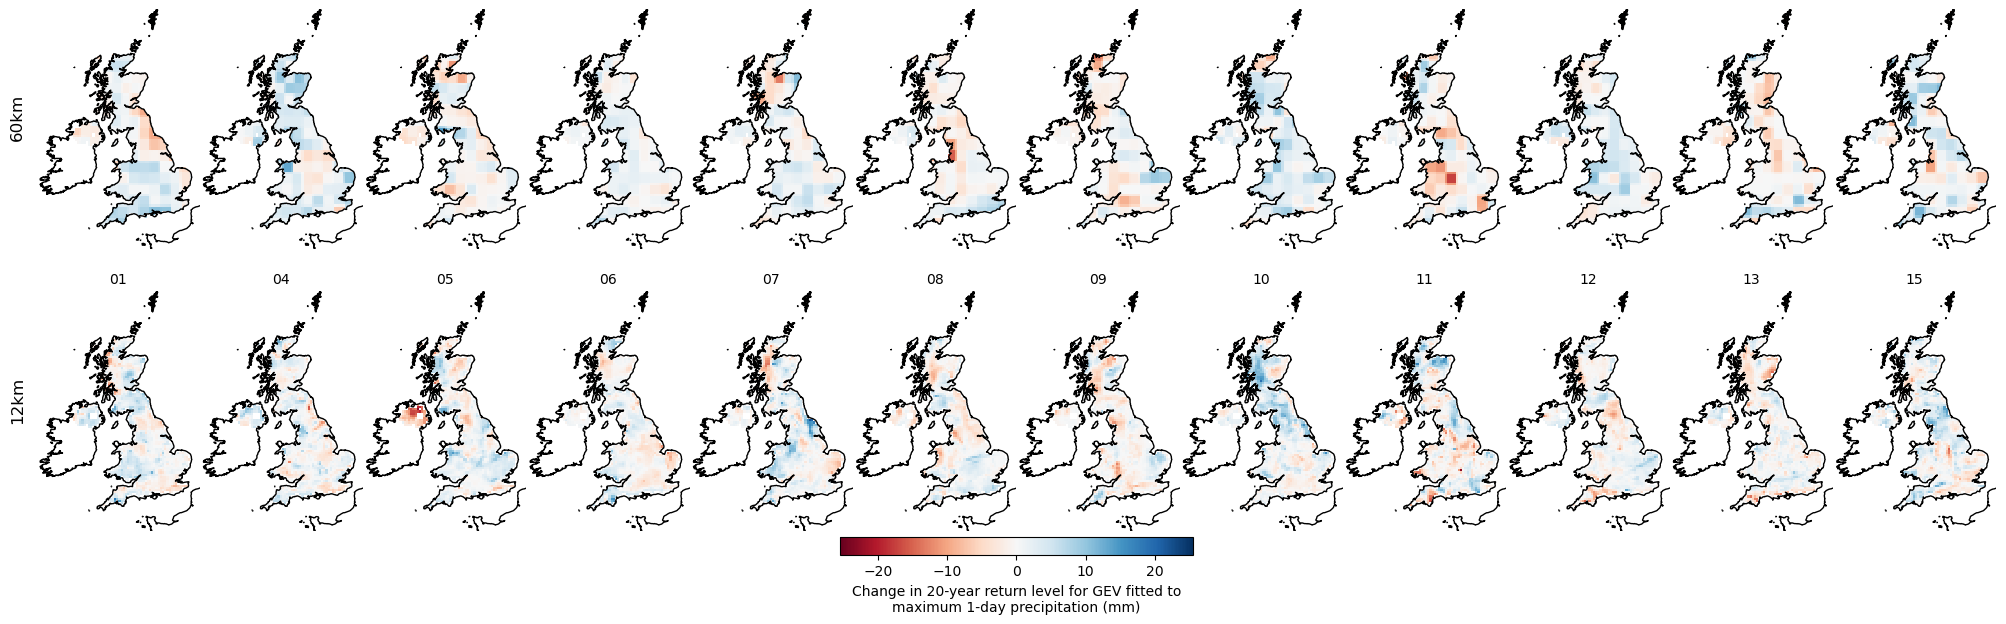 60km
01 04 05 06 07 08 09 10 11 12 13 15
12km
−20 −10 0 10 20
Change in 20-year return level for GEV fitted to
maximum 1-day precipitation (mm)